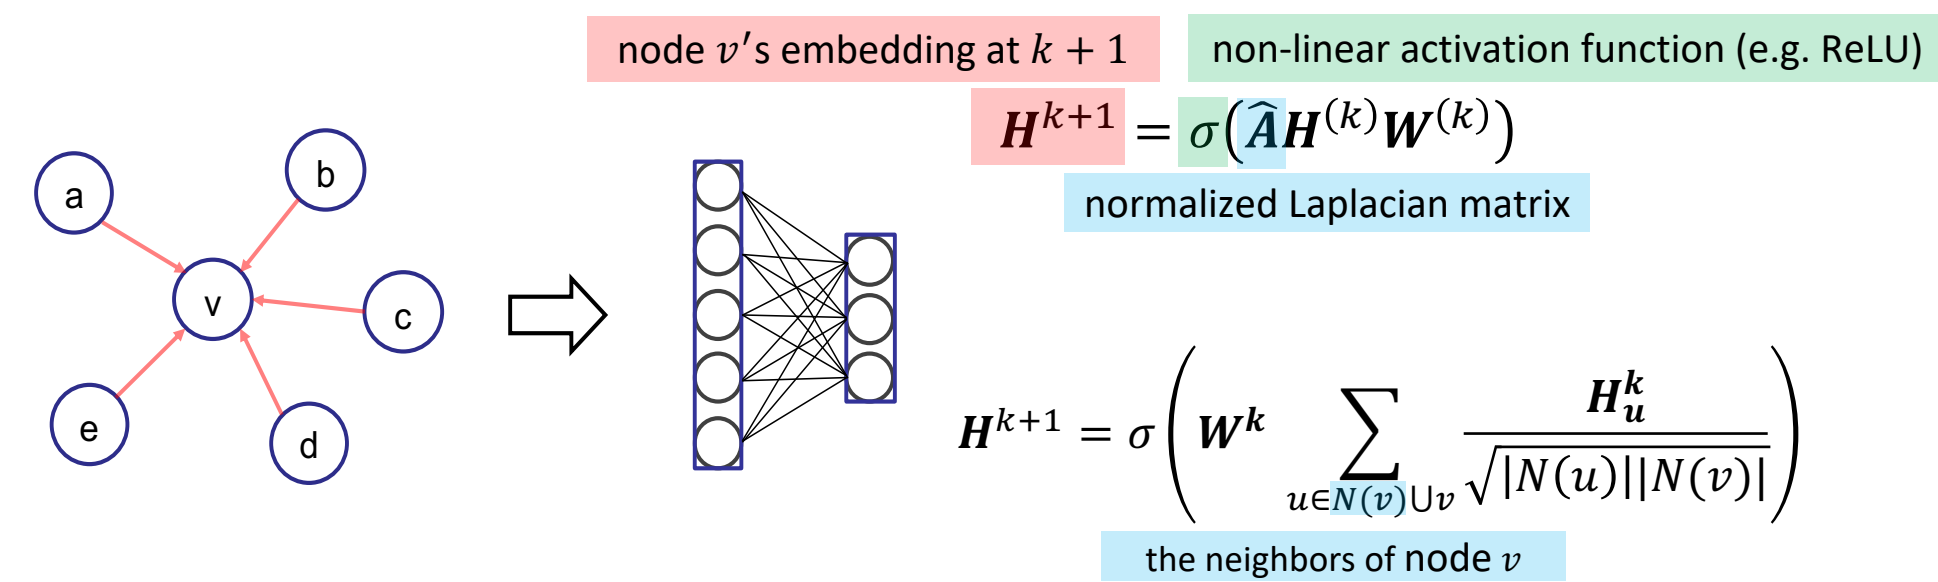 node 𝑣′s embedding at 𝑘 + 1
non-linear activation function (e.g. ReLU)
𝑯^{𝑘+1} = 𝜎(𝑨̂𝑯^{(𝑘)}𝑾^{(𝑘)})
normalized Laplacian matrix
a
b
v
c
e
d
𝑯^{𝑘+1} = 𝜎(𝑾^𝒌 ∑_{𝑢∈𝑁(𝑣)⋃𝑣} 𝑯_𝒖^𝒌 / √(|𝑁(𝑢)||𝑁(𝑣)|))
the neighbors of node 𝑣